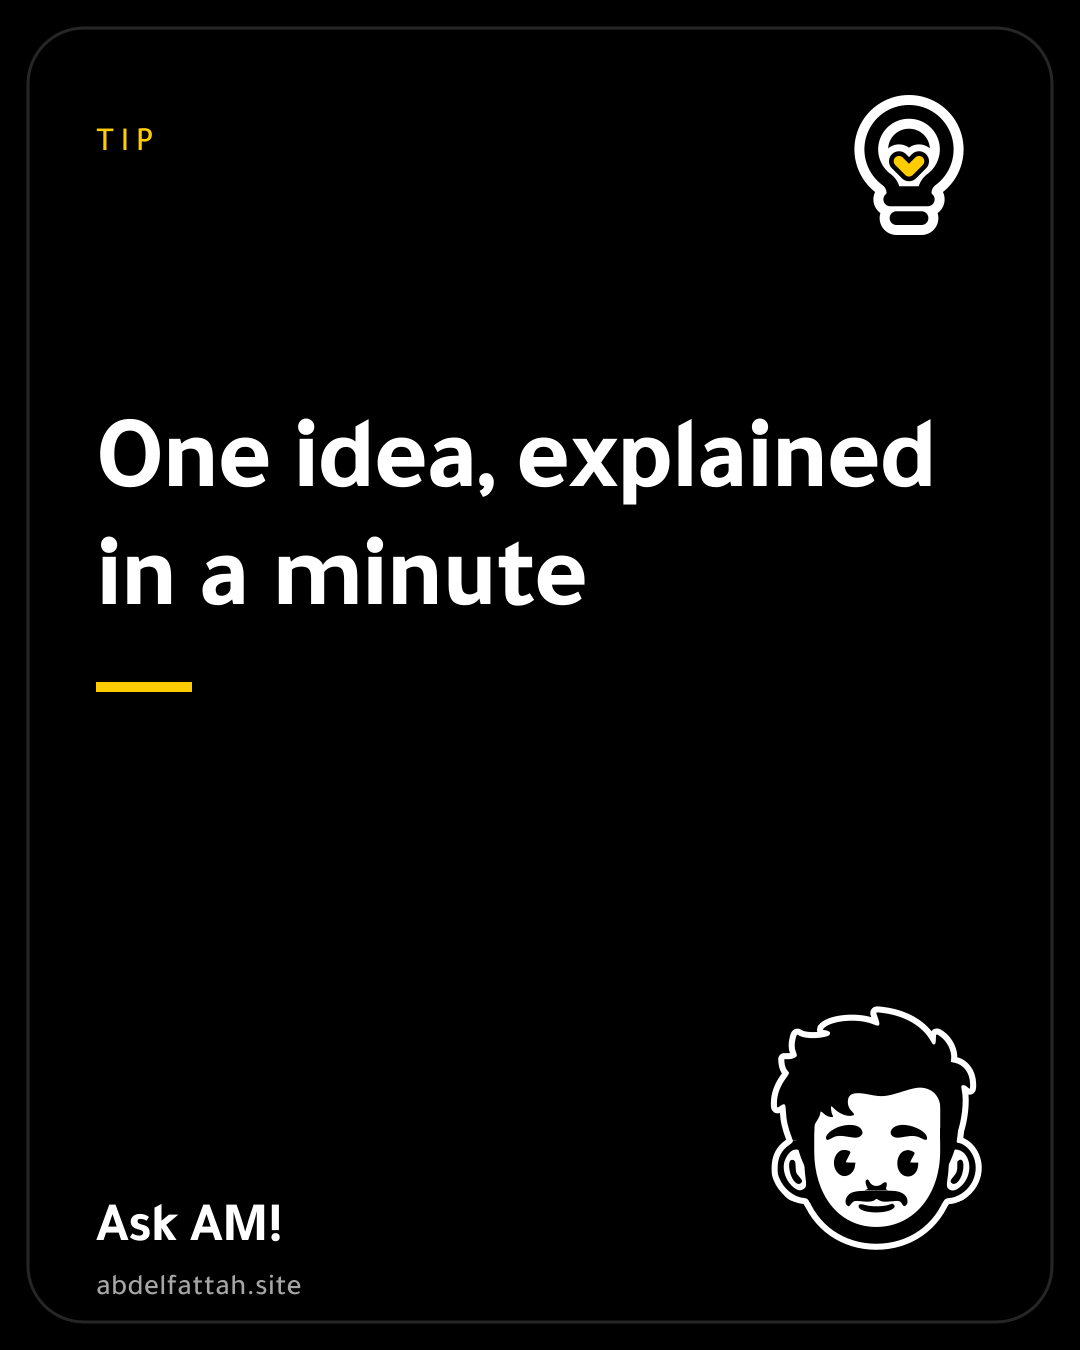 TIP
One idea, explained
in a minute
Ask AM!
abdelfattah.site